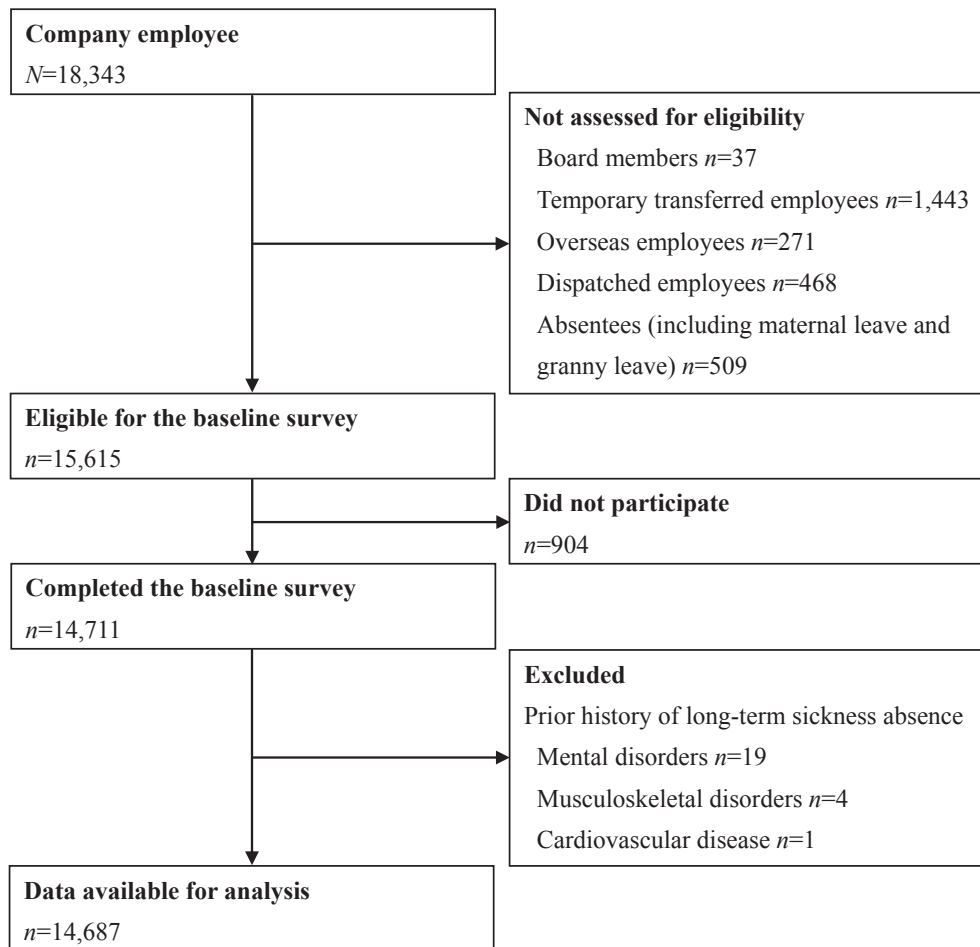 Company employee
N=18,343
Not assessed for eligibility
Board members n=37
Temporary transferred employees n=1,443
Overseas employees n=271
Dispatched employees n=468
Absentees (including maternal leave and
granny leave) n=509
Eligible for the baseline survey
n=15,615
Did not participate
n=904
Completed the baseline survey
n=14,711
Excluded
Prior history of long-term sickness absence
Mental disorders n=19
Musculoskeletal disorders n=4
Cardiovascular disease n=1
Data available for analysis
n=14,687